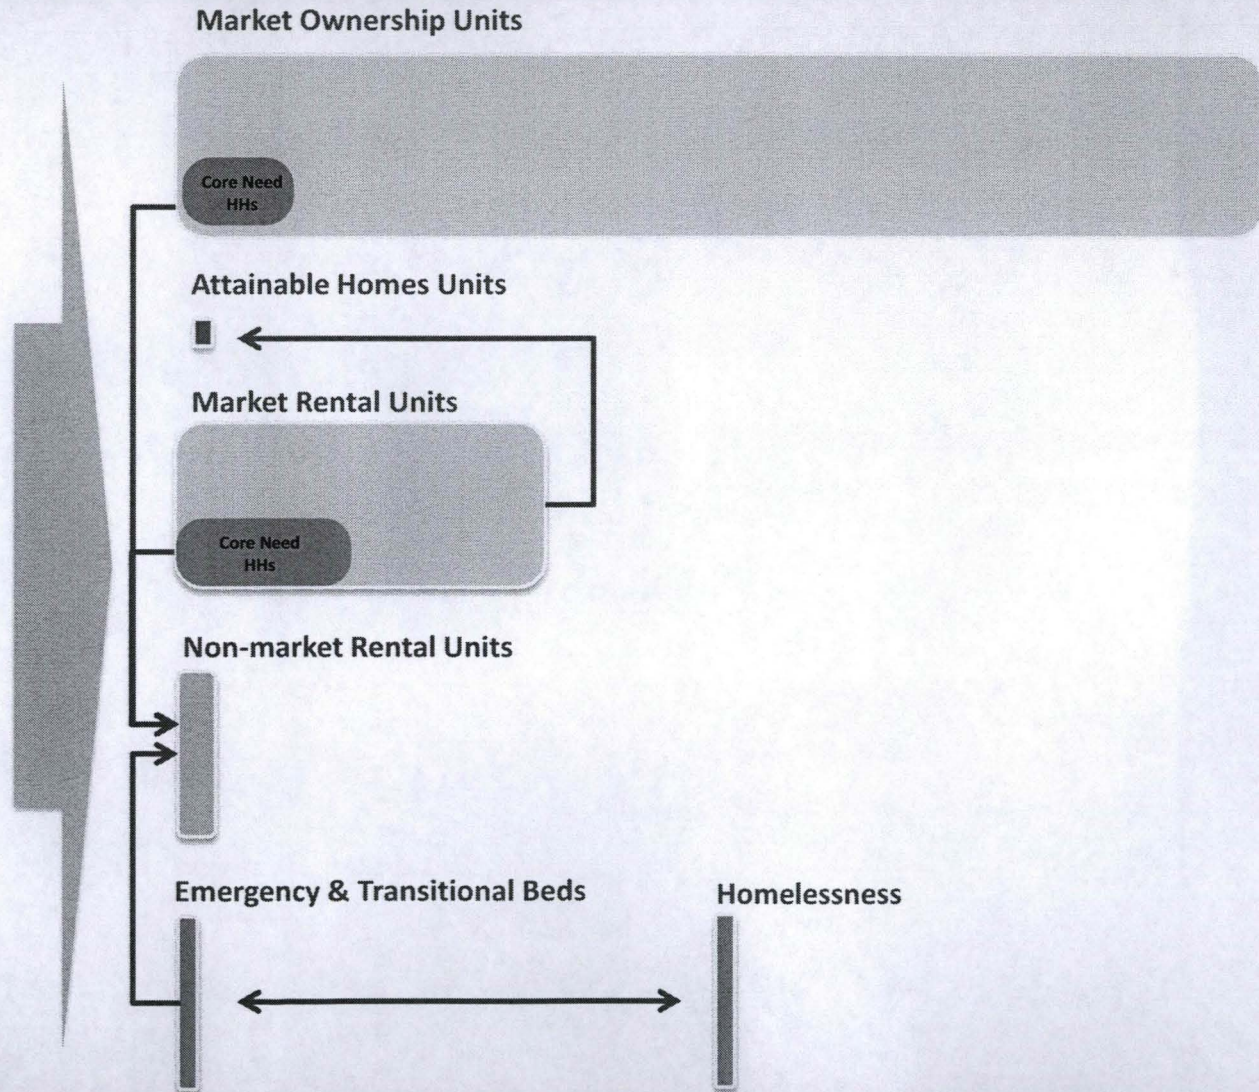 Market Ownership Units
Core Need
HHs
Attainable Homes Units
Market Rental Units
Core Need
HHs
Non-market Rental Units
Emergency & Transitional Beds
Homelessness